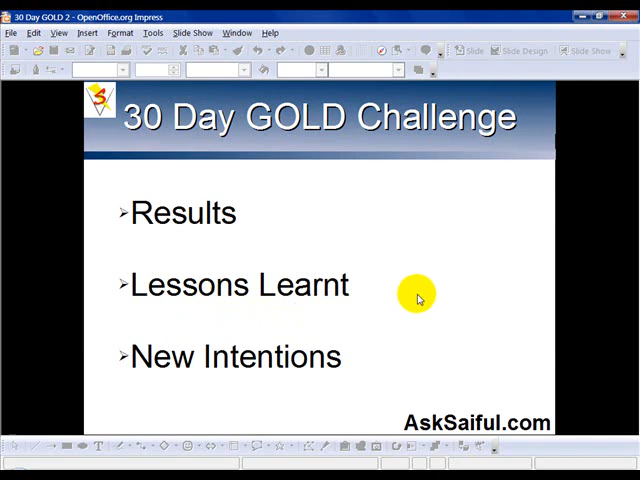 30 Day GOLD 2 - OpenOffice.org Impress
File Edit View Insert Format Tools Slide Show Window Help
Slide Slide Design Slide Show
S
30 Day GOLD Challenge
Results
Lessons Learnt
New Intentions
AskSaiful.com